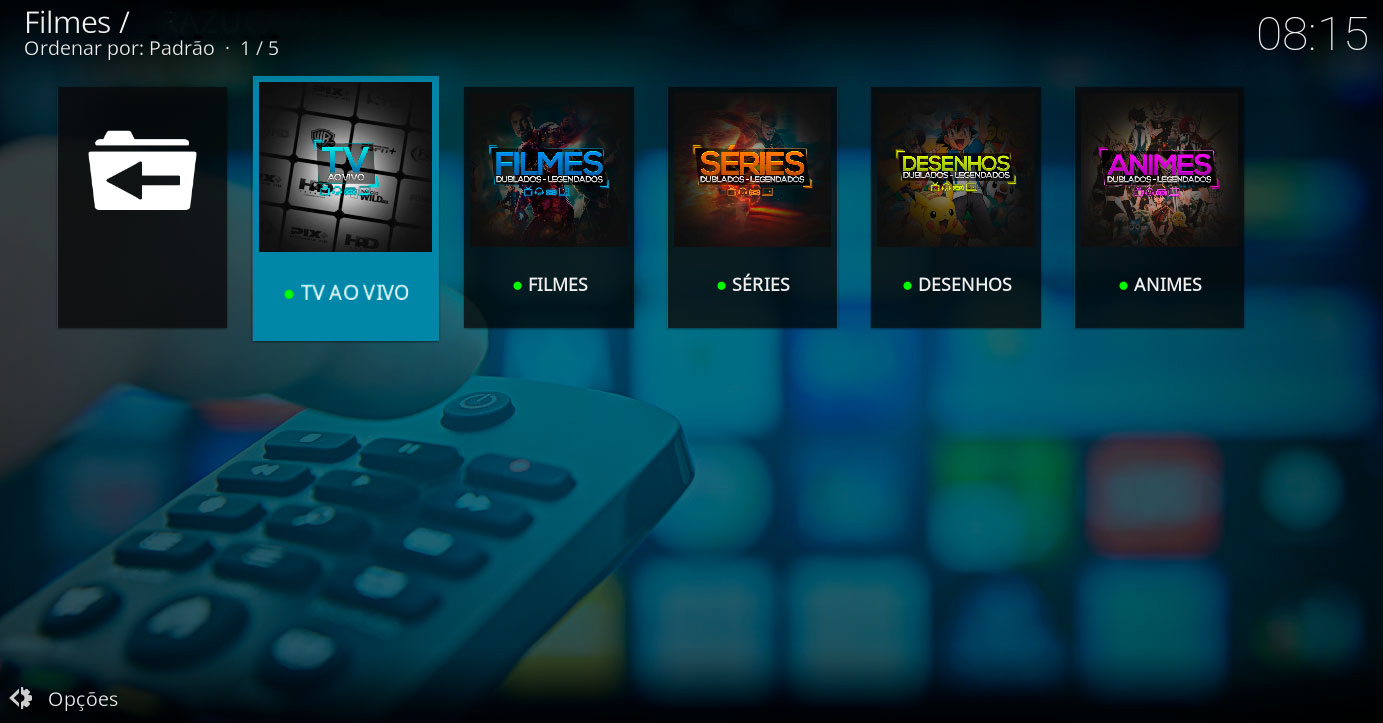 Filmes /
Ordenar por: Padrão · 1 / 5
08:15
TV
AO VIVO
FILMES
DUBLADOS - LEGENDADOS
SÉRIES
DUBLADOS - LEGENDADOS
DESENHOS
DUBLADOS - LEGENDADOS
ANIMES
DUBLADOS - LEGENDADOS
TV AO VIVO
FILMES
SÉRIES
DESENHOS
ANIMES
Opções